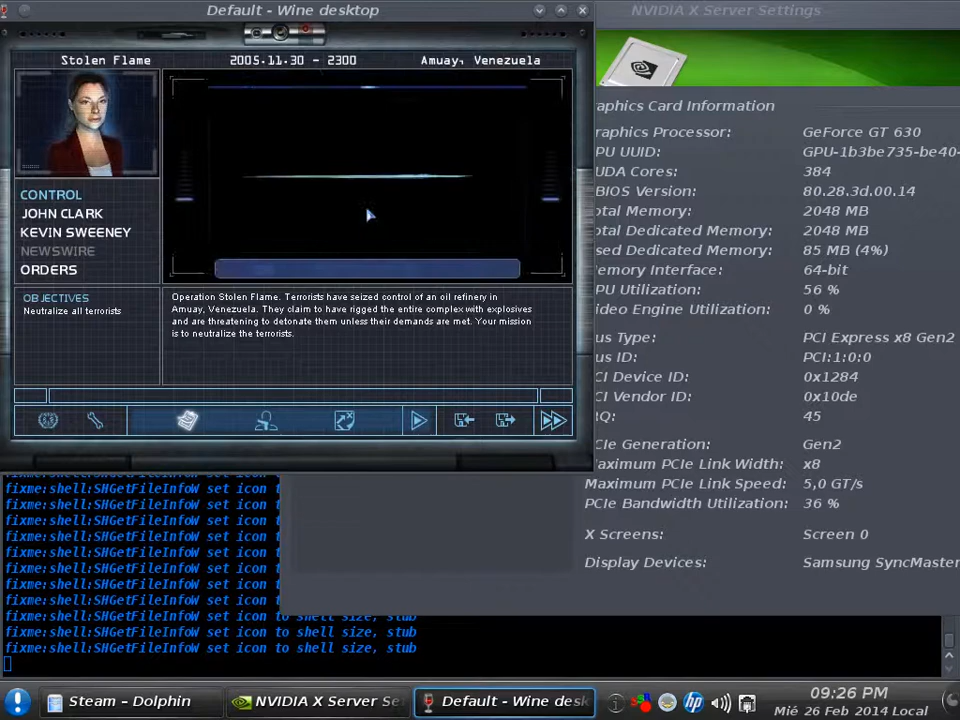 Default - Wine desktop
NVIDIA X Server Settings
Stolen Flame
2005.11.30 - 2300
Amuay, Venezuela
CONTROL
JOHN CLARK
KEVIN SWEENEY
NEWSWIRE
ORDERS
OBJECTIVES
Neutralize all terrorists
Operation Stolen Flame. Terrorists have seized control of an oil refinery in
Amuay, Venezuela. They claim to have rigged the entire complex with explosives
and are threatening to detonate them unless their demands are met. Your mission
is to neutralize the terrorists.
raphics Card Information
raphics Processor: GeForce GT 630
PU UUID: GPU-1b3be735-be40-
UDA Cores: 384
BIOS Version: 80.28.3d.00.14
otal Memory: 2048 MB
otal Dedicated Memory: 2048 MB
sed Dedicated Memory: 85 MB (4%)
emory Interface: 64-bit
PU Utilization: 56 %
ideo Engine Utilization: 0 %
us Type: PCI Express x8 Gen2
us ID: PCI:1:0:0
CI Device ID: 0x1284
CI Vendor ID: 0x10de
RQ: 45
CIe Generation: Gen2
Maximum PCIe Link Width: x8
Maximum PCIe Link Speed: 5,0 GT/s
PCIe Bandwidth Utilization: 36 %
X Screens: Screen 0
Display Devices: Samsung SyncMaster
fixme:shell:SHGetFileInfoW set icon t
fixme:shell:SHGetFileInfoW set icon t
fixme:shell:SHGetFileInfoW set icon t
fixme:shell:SHGetFileInfoW set icon t
fixme:shell:SHGetFileInfoW set icon t
fixme:shell:SHGetFileInfoW set icon t
fixme:shell:SHGetFileInfoW set icon t
fixme:shell:SHGetFileInfoW set icon t
fixme:shell:SHGetFileInfoW set icon to shell size, stub
fixme:shell:SHGetFileInfoW set icon to shell size, stub
fixme:shell:SHGetFileInfoW set icon to shell size, stub
Steam - Dolphin
NVIDIA X Server Se
Default - Wine desk
09:26 PM
Mié 26 Feb 2014 Local